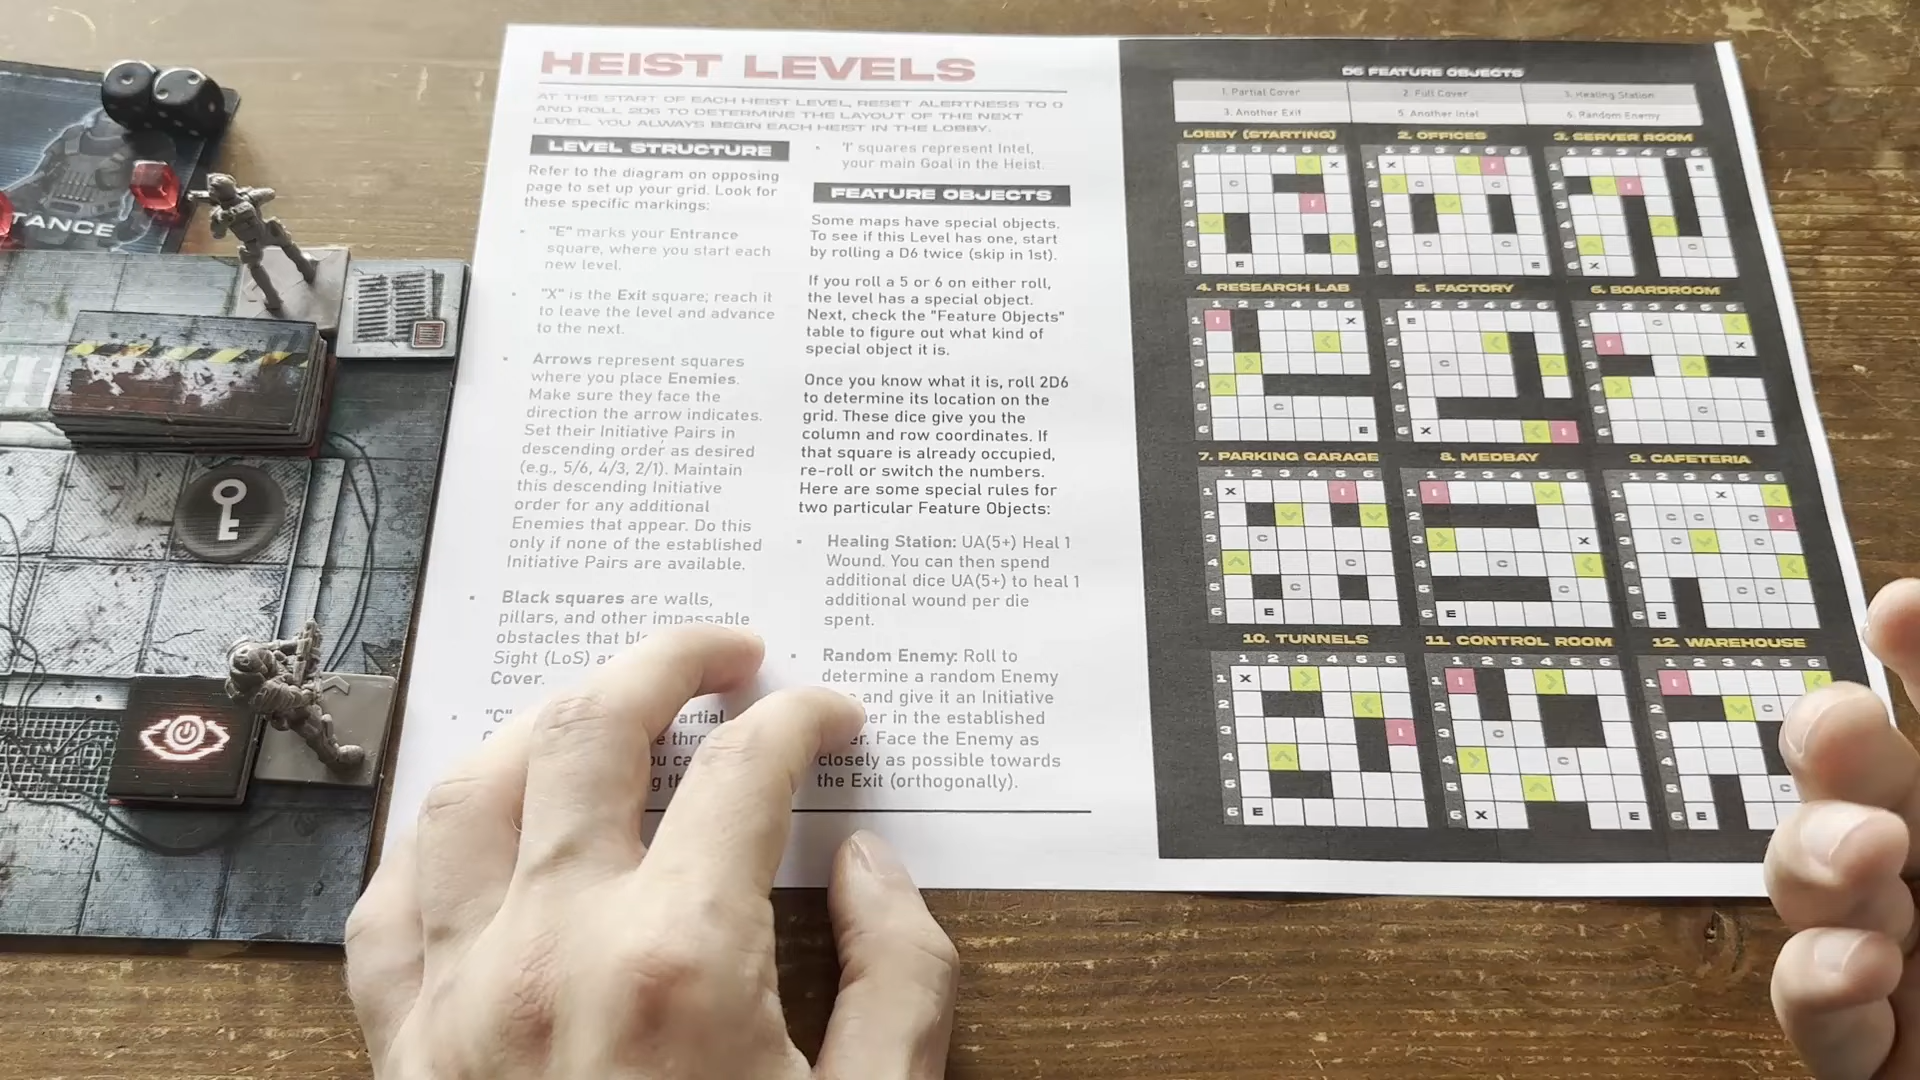 TANCE
HEIST LEVELS
AT THE START OF EACH HEIST LEVEL, RESET ALERTNESS TO 0
AND ROLL 2D6 TO DETERMINE THE LAYOUT OF THE NEXT
LEVEL. YOU ALWAYS BEGIN EACH HEIST IN THE LOBBY.
LEVEL STRUCTURE
Refer to the diagram on opposing
page to set up your grid. Look for
these specific markings:
"E" marks your Entrance
square, where you start each
new level.
"X" is the Exit square; reach it
to leave the level and advance
to the next.
Arrows represent squares
where you place Enemies.
Make sure they face the
direction the arrow indicates.
Set their Initiative Pairs in
descending order as desired
(e.g., 5/6, 4/3, 2/1). Maintain
this descending Initiative
order for any additional
Enemies that appear. Do this
only if none of the established
Initiative Pairs are available.
Black squares are walls,
pillars, and other impassable
obstacles that
Sight (LoS)
Cover.
"C"
'I' squares represent Intel,
your main Goal in the Heist.
FEATURE OBJECTS
Some maps have special objects.
To see if this Level has one, start
by rolling a D6 twice (skip in 1st).
If you roll a 5 or 6 on either roll,
the level has a special object.
Next, check the "Feature Objects"
table to figure out what kind of
special object it is.
Once you know what it is, roll 2D6
to determine its location on the
grid. These dice give you the
column and row coordinates. If
that square is already occupied,
re-roll or switch the numbers.
Here are some special rules for
two particular Feature Objects:
Healing Station: UA(5+) Heal 1
Wound. You can then spend
additional dice UA(5+) to heal 1
additional wound per die
spent.
Random Enemy: Roll to
determine a random Enemy
and give it an Initiative
in the established
Face the Enemy as
closely as possible towards
the Exit (orthogonally).
D6 FEATURE OBJECTS
1. Partial Cover 2. Full Cover 3. Healing Station
3. Another Exit 5. Another Intel 6. Random Enemy
LOBBY (STARTING) 2. OFFICES 3. SERVER ROOM
4. RESEARCH LAB 5. FACTORY 6. BOARDROOM
7. PARKING GARAGE 8. MEDBAY 9. CAFETERIA
10. TUNNELS 11. CONTROL ROOM 12. WAREHOUSE